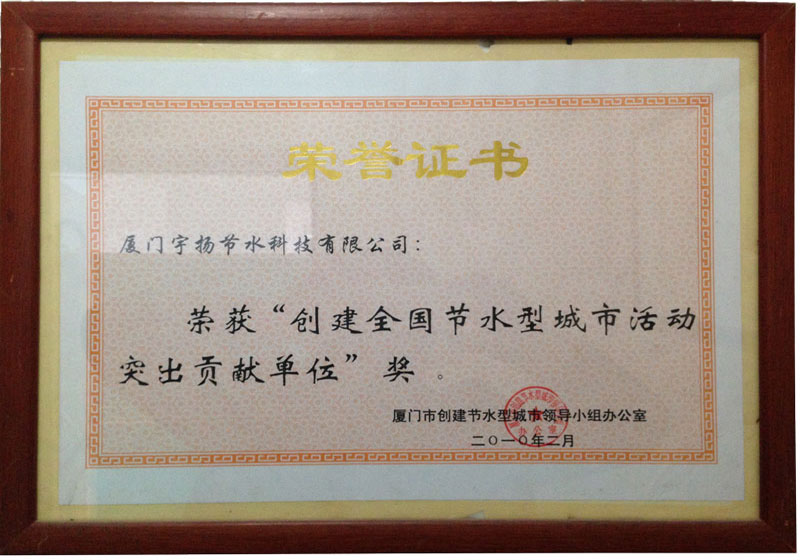 荣誉证书
厦门宇扬节水科技有限公司：
荣获“创建全国节水型城市活动
突出贡献单位”奖。
厦门市创建节水型城市领导小组办公室
二〇一〇年二月